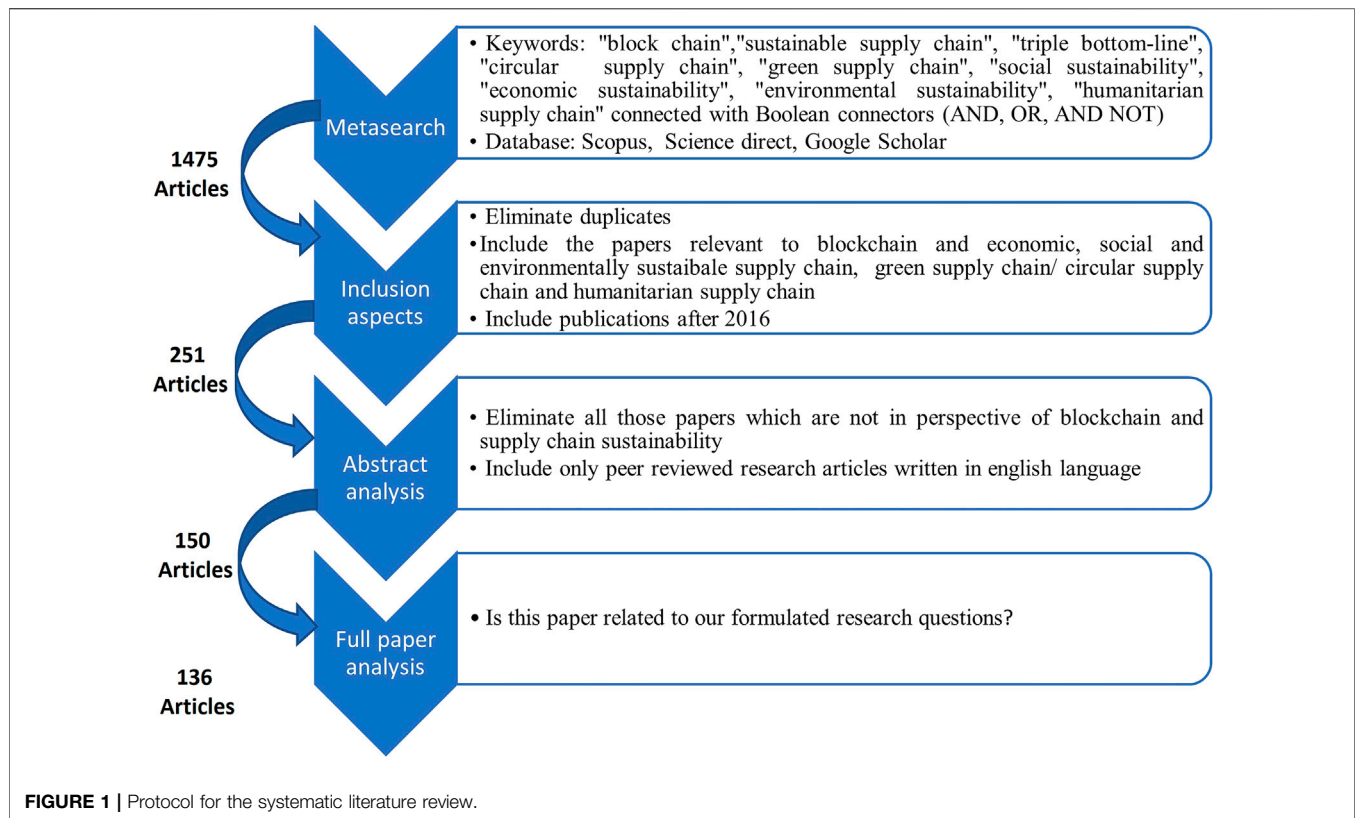 Metasearch
• Keywords: "block chain","sustainable supply chain", "triple bottom-line",
"circular supply chain", "green supply chain", "social sustainability",
"economic sustainability", "environmental sustainability", "humanitarian
supply chain" connected with Boolean connectors (AND, OR, AND NOT)
• Database: Scopus, Science direct, Google Scholar
1475
Articles
Inclusion
aspects
• Eliminate duplicates
•Include the papers relevant to blockchain and economic, social and
environmentally sustaibale supply chain, green supply chain/ circular supply
chain and humanitarian supply chain
• Include publications after 2016
251
Articles
Abstract
analysis
• Eliminate all those papers which are not in perspective of blockchain and
supply chain sustainability
• Include only peer reviewed research articles written in english language
150
Articles
Full paper
analysis
• Is this paper related to our formulated research questions?
136
Articles
FIGURE 1 | Protocol for the systematic literature review.